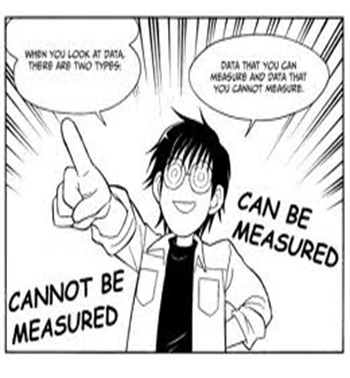 WHEN YOU LOOK AT DATA,
THERE ARE TWO TYPES:
DATA THAT YOU CAN
MEASURE AND DATA THAT
YOU CANNOT MEASURE.
CAN BE
MEASURED
CANNOT BE
MEASURED